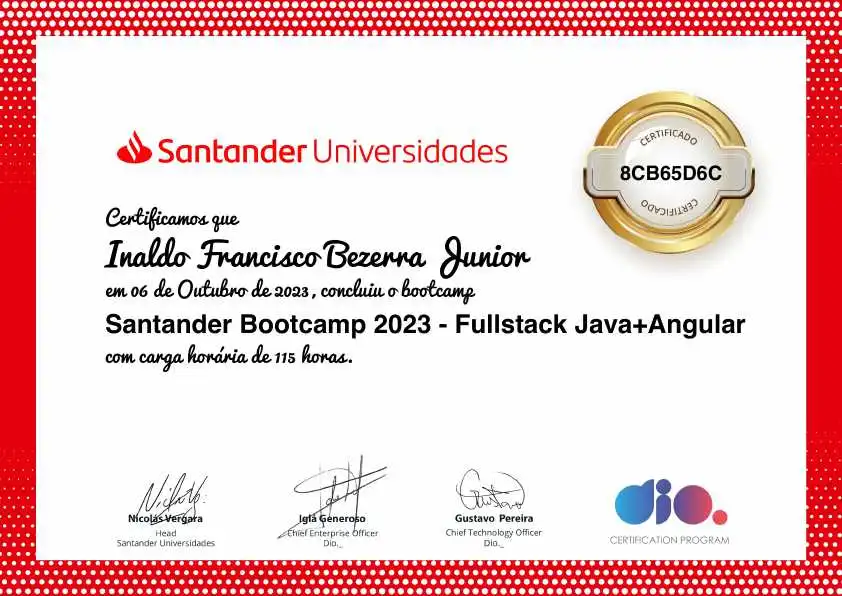 Santander Universidades
CERTIFICADO
8CB65D6C
CERTIFICADO
Certificamos que
Inaldo Francisco Bezerra Junior
em 06 de Outubro de 2023, concluiu o bootcamp
Santander Bootcamp 2023 - Fullstack Java+Angular
com carga horária de 115 horas.
Nicolás Vergara
Head
Santander Universidades
Iglá Generoso
Chief Enterprise Officer
Dio._
Gustavo Pereira
Chief Technology Officer
Dio._
dio.
CERTIFICATION PROGRAM